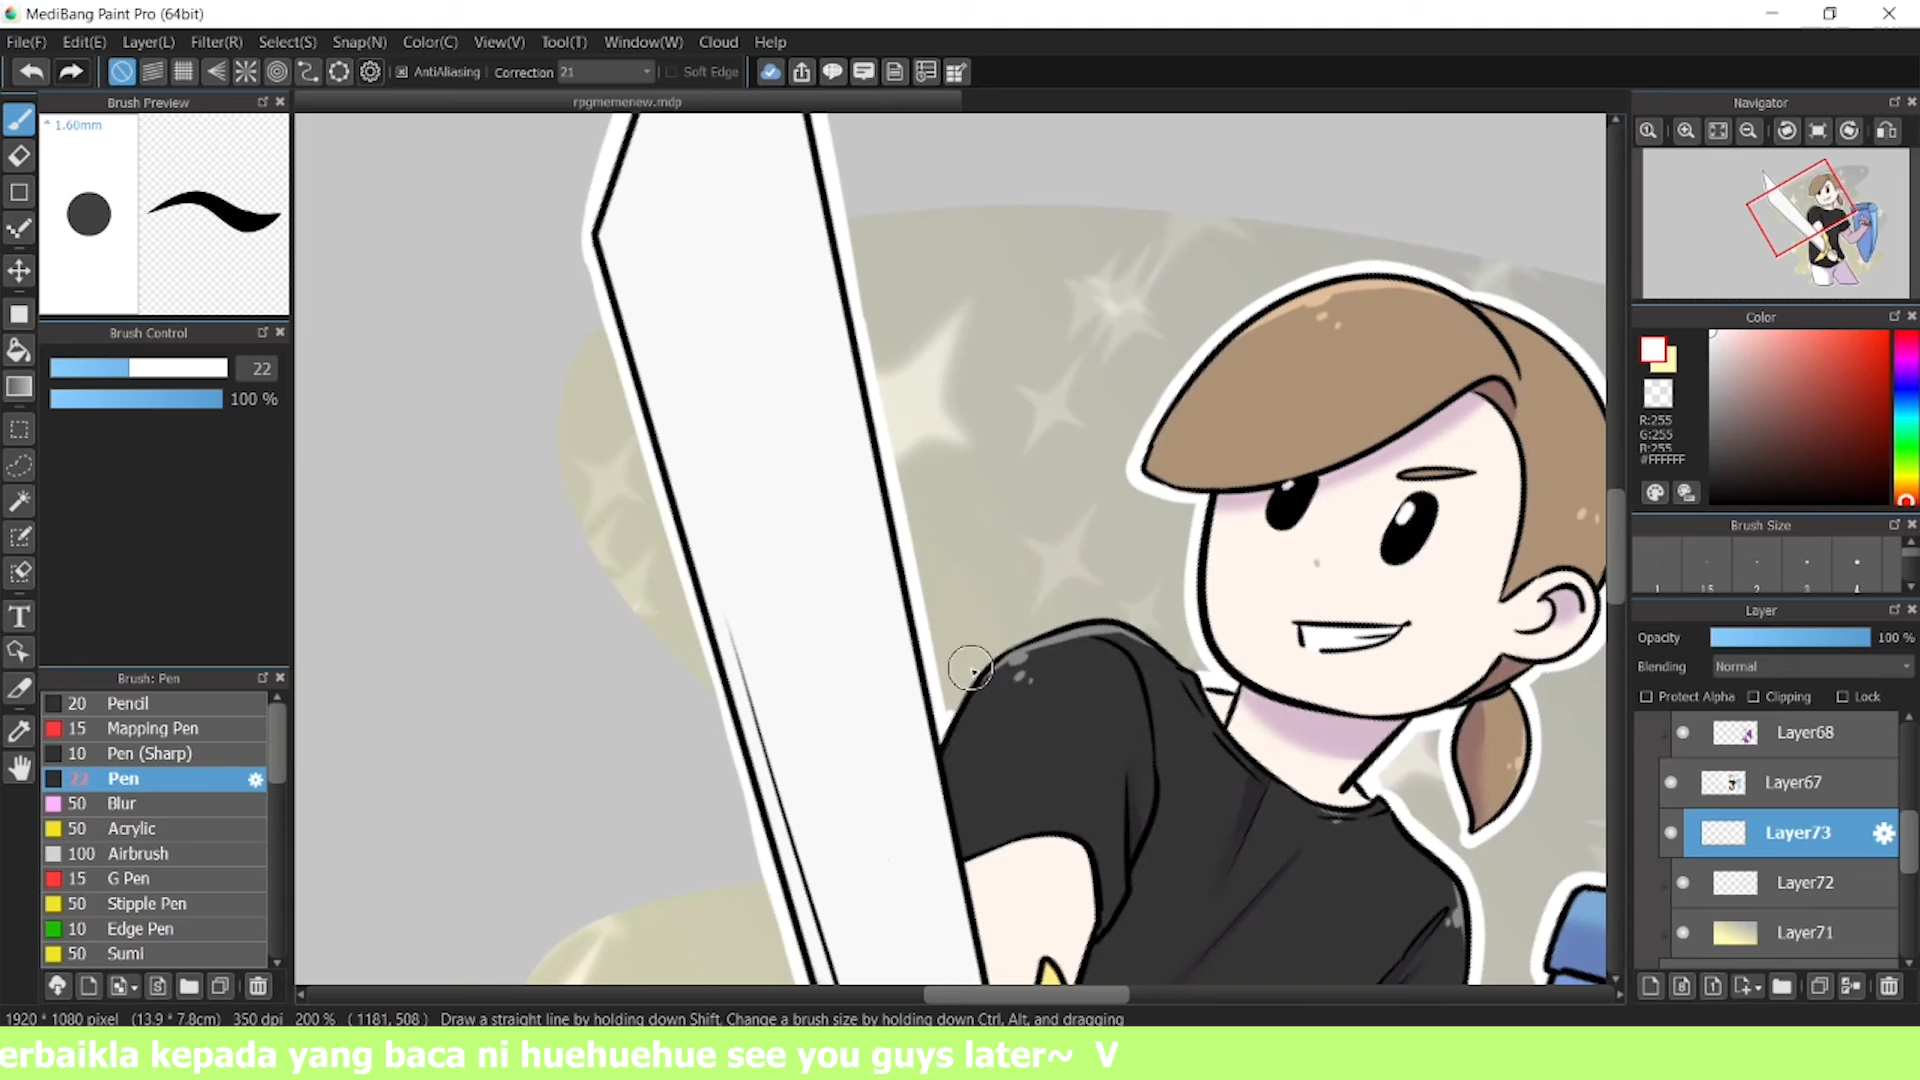 MediBang Paint Pro (64bit)
File(F) Edit(E) Layer(L) Filter(R) Select(S) Snap(N) Color(C) View(V) Tool(T) Window(W) Cloud Help
AntiAliasing Correction 21 Soft Edge
Brush Preview
rpgmemenew.mdp
Navigator
* 1.60mm
Brush Control
22
100 %
Color
R:255
G:255
B:255
#FFFFFF
Brush Size
1 1.5 2 3 4
Layer
Opacity 100 %
Blending Normal
Protect Alpha Clipping Lock
Layer68
Layer67
Layer73
Layer72
Layer71
Brush: Pen
20 Pencil
15 Mapping Pen
10 Pen (Sharp)
22 Pen
50 Blur
50 Acrylic
100 Airbrush
15 G Pen
50 Stipple Pen
10 Edge Pen
50 Sumi
1920 * 1080 pixel (13.9 * 7.8cm) 350 dpi 200 % ( 1181, 508 ) Draw a straight line by holding down Shift, Change a brush size by holding down Ctrl, Alt, and dragging
erbaikla kepada yang baca ni huehuehue see you guys later~ V